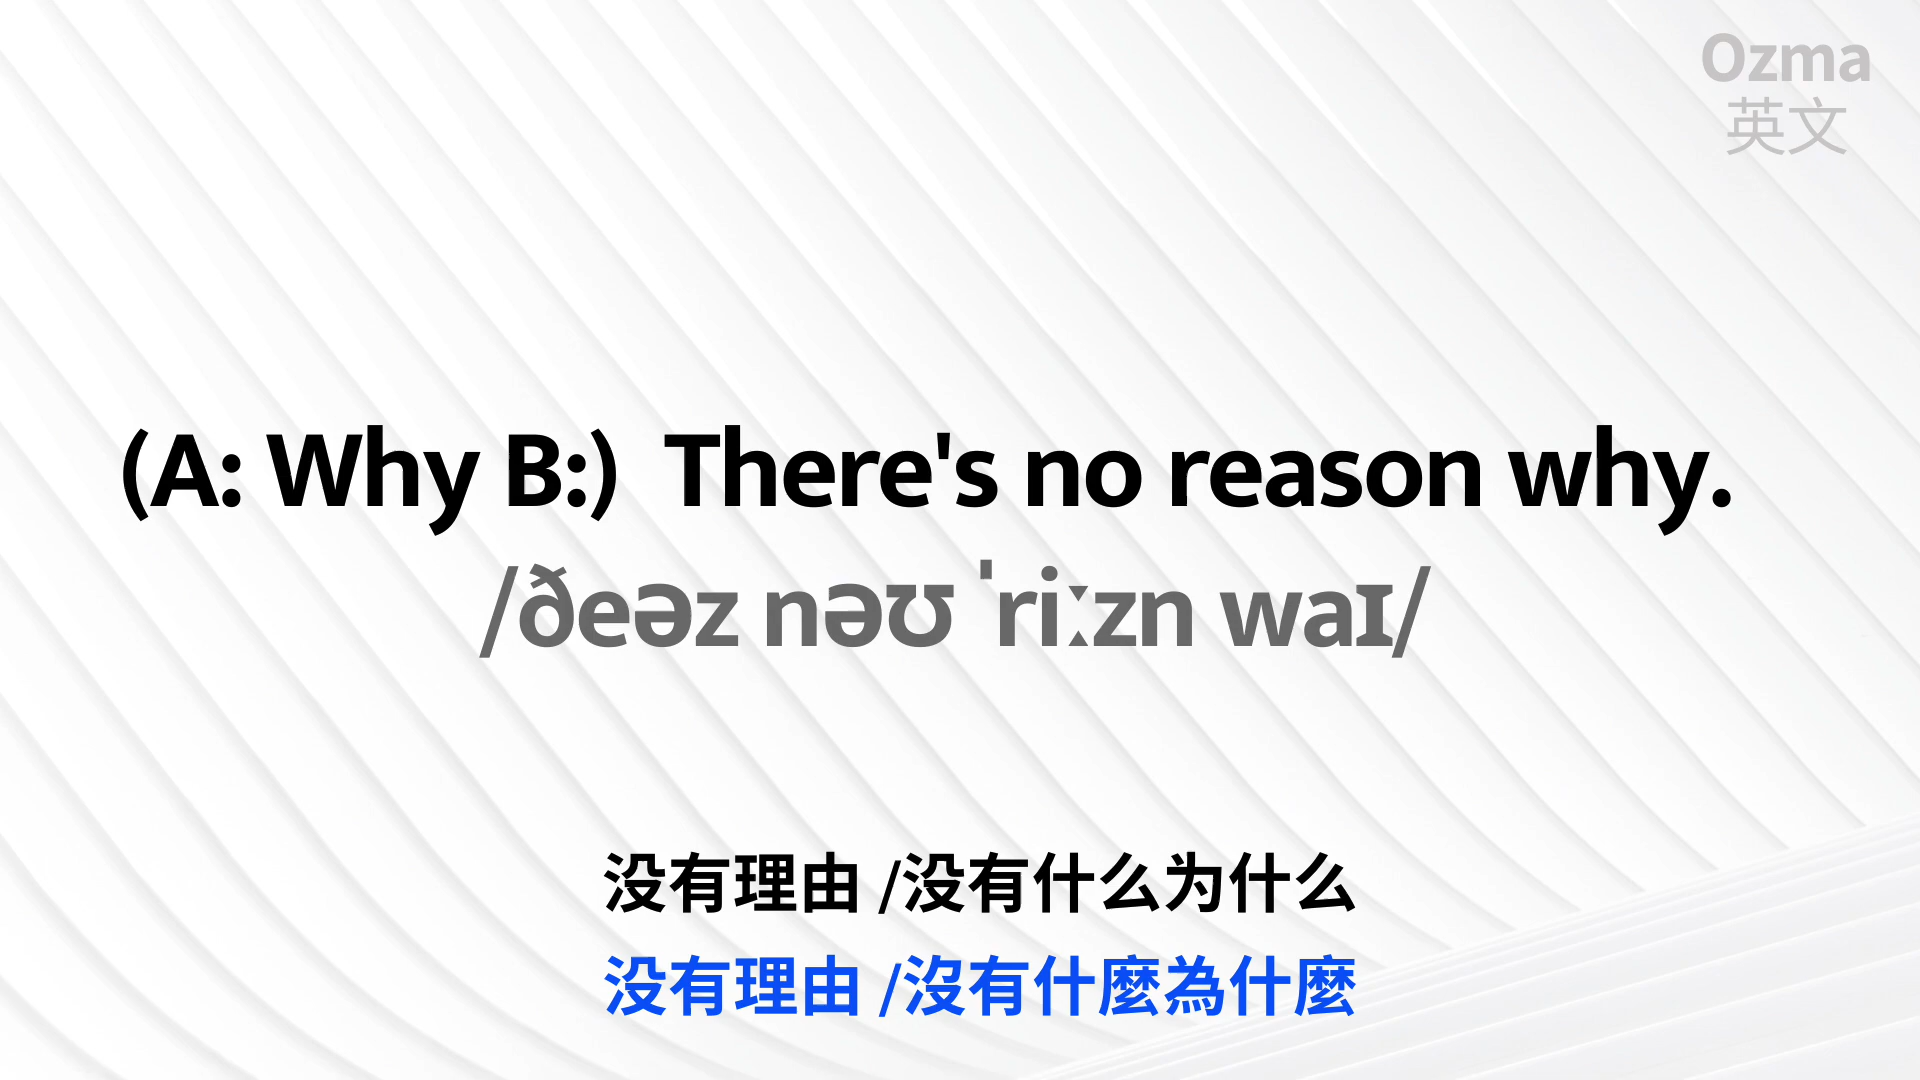 Ozma
英文
(A: Why B:) There's no reason why.
/ðeəz nəʊ ˈriːzn waɪ/
没有理由 /没有什么为什么
没有理由 /沒有什麼為什麼